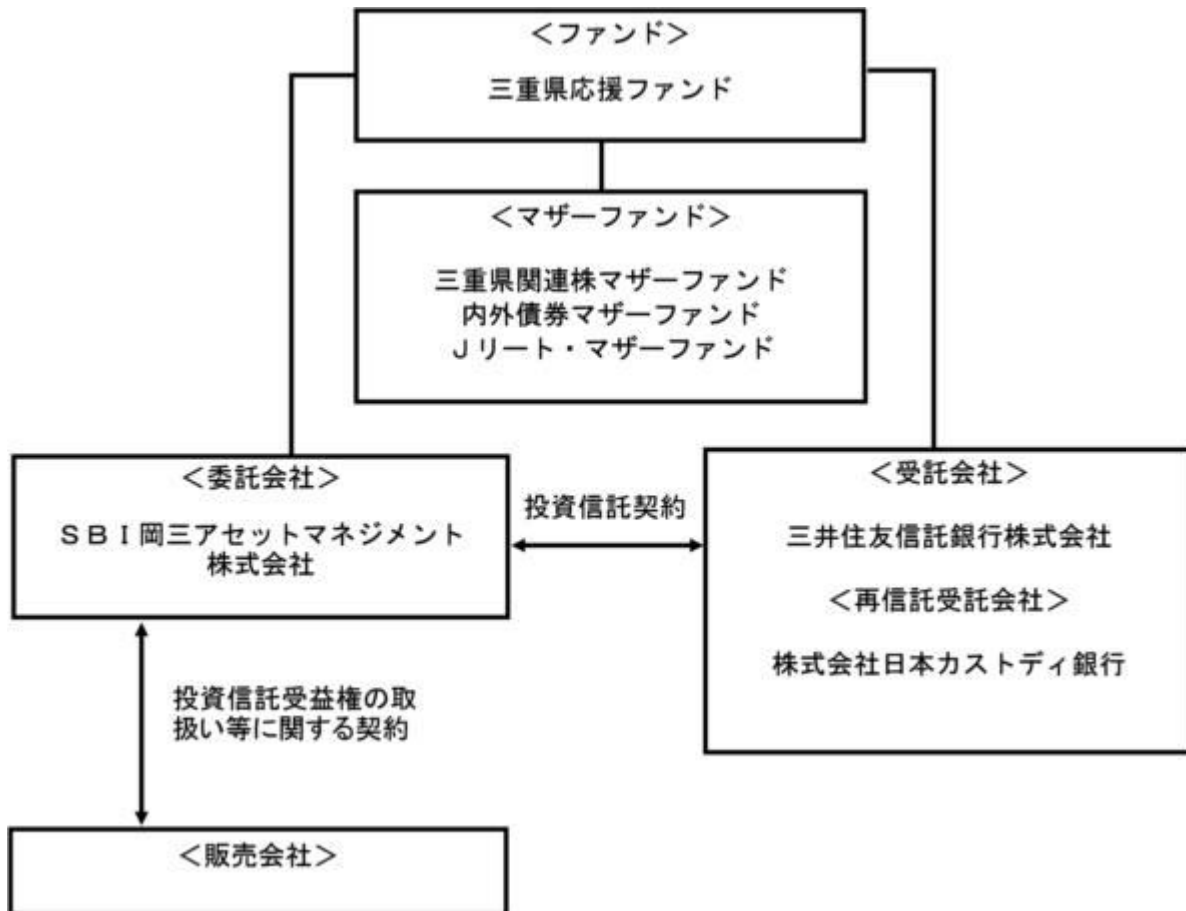 ＜ファンド＞
三重県応援ファンド
＜マザーファンド＞
三重県関連株マザーファンド
内外債券マザーファンド
Ｊリート・マザーファンド
＜委託会社＞
ＳＢＩ岡三アセットマネジメント
株式会社
投資信託契約
＜受託会社＞
三井住友信託銀行株式会社
＜再信託受託会社＞
株式会社日本カストディ銀行
投資信託受益権の取
扱い等に関する契約
＜販売会社＞